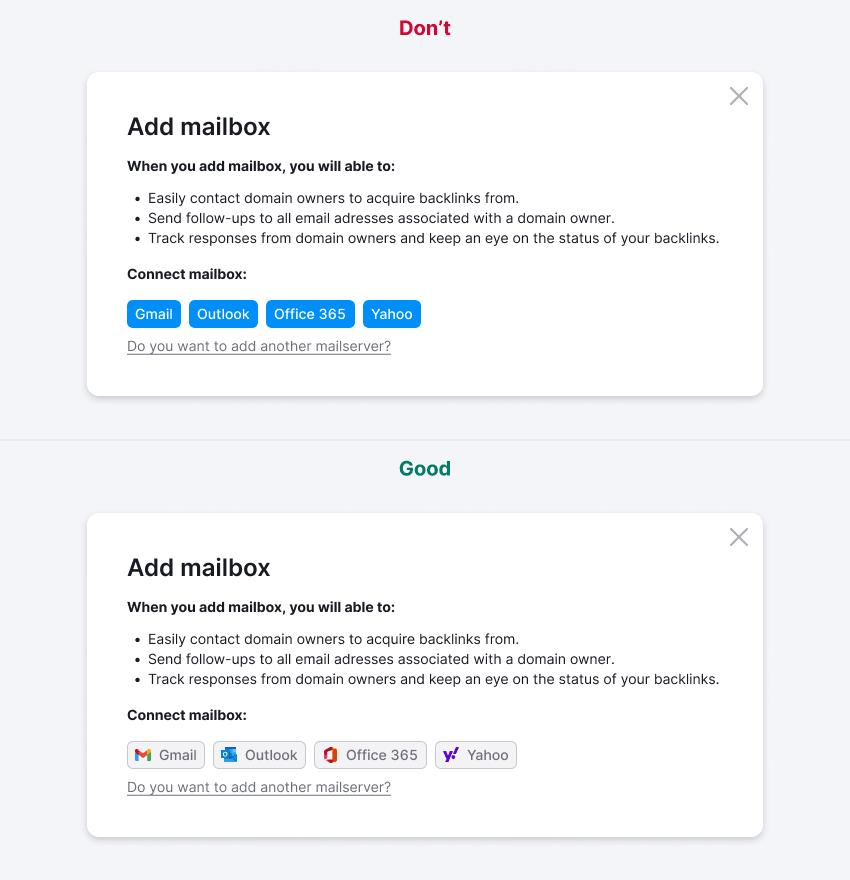 Don’t
Add mailbox
When you add mailbox, you will able to:
• Easily contact domain owners to acquire backlinks from.
• Send follow-ups to all email adresses associated with a domain owner.
• Track responses from domain owners and keep an eye on the status of your backlinks.
Connect mailbox:
Gmail Outlook Office 365 Yahoo
Do you want to add another mailserver?
Good
Add mailbox
When you add mailbox, you will able to:
• Easily contact domain owners to acquire backlinks from.
• Send follow-ups to all email adresses associated with a domain owner.
• Track responses from domain owners and keep an eye on the status of your backlinks.
Connect mailbox:
Gmail Outlook Office 365 Yahoo
Do you want to add another mailserver?